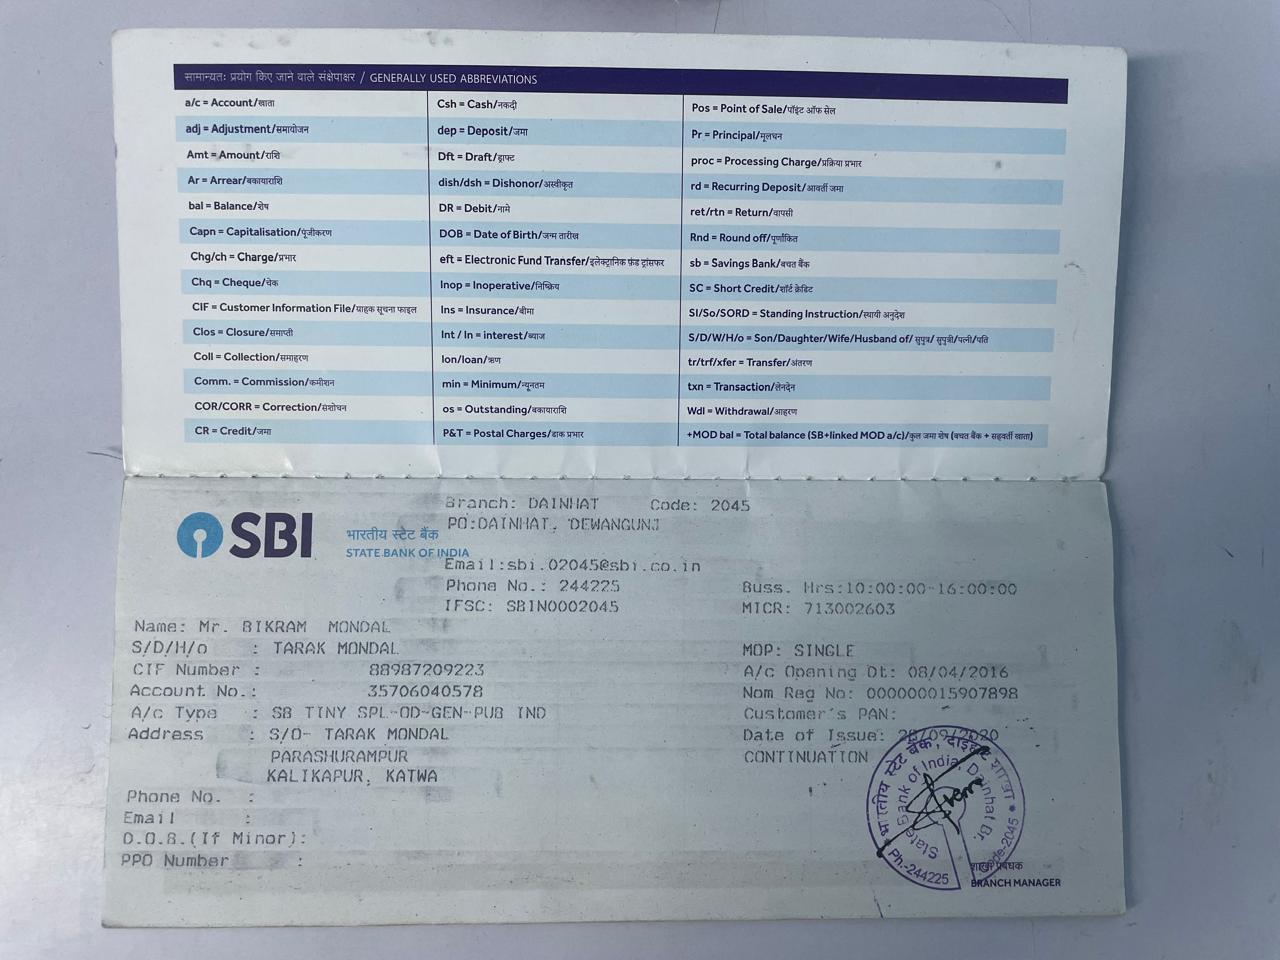 सामान्यतः प्रयोग किए जाने वाले संक्षेपाक्षर / GENERALLY USED ABBREVIATIONS
a/c = Account/खाता
adj = Adjustment/समायोजन
Amt = Amount/राशि
Ar = Arrear/बकायाराशि
bal = Balance/शेष
Capn = Capitalisation/पूंजीकरण
Chg/ch = Charge/प्रभार
Chq = Cheque/चेक
CIF = Customer Information File/ग्राहक सूचना फाइल
Clos = Closure/समाप्ती
Coll = Collection/समाहरण
Comm. = Commission/कमीशन
COR/CORR = Correction/संशोधन
CR = Credit/जमा
Csh = Cash/नकदी
dep = Deposit/जमा
Dft = Draft/ड्राफ्ट
dish/dsh = Dishonor/अस्वीकृत
DR = Debit/नामे
DOB = Date of Birth/जन्म तारीख
eft = Electronic Fund Transfer/इलेक्ट्रानिक फ़ंड ट्रांसफर
Inop = Inoperative/निष्क्रिय
Ins = Insurance/बीमा
Int / In = interest/ब्याज
lon/loan/ऋण
min = Minimum/न्यूनतम
os = Outstanding/बकायाराशि
P&T = Postal Charges/डाक प्रभार
Pos = Point of Sale/पॉइंट ऑफ सेल
Pr = Principal/मूलधन
proc = Processing Charge/प्रक्रिया प्रभार
rd = Recurring Deposit/आवर्ती जमा
ret/rtn = Return/वापसी
Rnd = Round off/पूर्णांकित
sb = Savings Bank/बचत बैंक
SC = Short Credit/शॉर्ट क्रेडिट
SI/So/SORD = Standing Instruction/स्थायी अनुदेश
S/D/W/H/o = Son/Daughter/Wife/Husband of/ सुपुत्र/ सुपुत्री/पत्नी/पति
tr/trf/xfer = Transfer/अंतरण
txn = Transaction/लेनदेन
Wdl = Withdrawal/आहरण
+MOD bal = Total balance (SB+linked MOD a/c)/कुल जमा शेष (बचत बैंक + सहवर्ती खाता)
SBI
भारतीय स्टेट बैंक
STATE BANK OF INDIA
Branch: DAINHAT Code: 2045
PO:DAINHAT, DEWANGUNJ
Email:sbi.02045@sbi.co.in
Phone No.: 244225 Buss. Hrs:10:00:00-16:00:00
IFSC: SBIN0002045 MICR: 713002603
Name: Mr. BIKRAM MONDAL
S/D/H/o : TARAK MONDAL MOP: SINGLE
CIF Number : 88987209223 A/c Opening Dt: 08/04/2016
Account No.: 35706040578 Nom Reg No: 000000015907898
A/c Type : SB TINY SPL-OD-GEN-PUB IND Customer's PAN:
Address : S/O- TARAK MONDAL Date of Issue: 28/09/2020
PARASHURAMPUR CONTINUATION
KALIKAPUR, KATWA
Phone No. :
Email :
D.O.B.(If Minor):
PPO Number :
भारतीय स्टेट बैंक, दाइहाट शाखा
State Bank of India, Dainhat Br.
Ph.-244225
Code-2045
शाखा प्रबंधक
BRANCH MANAGER